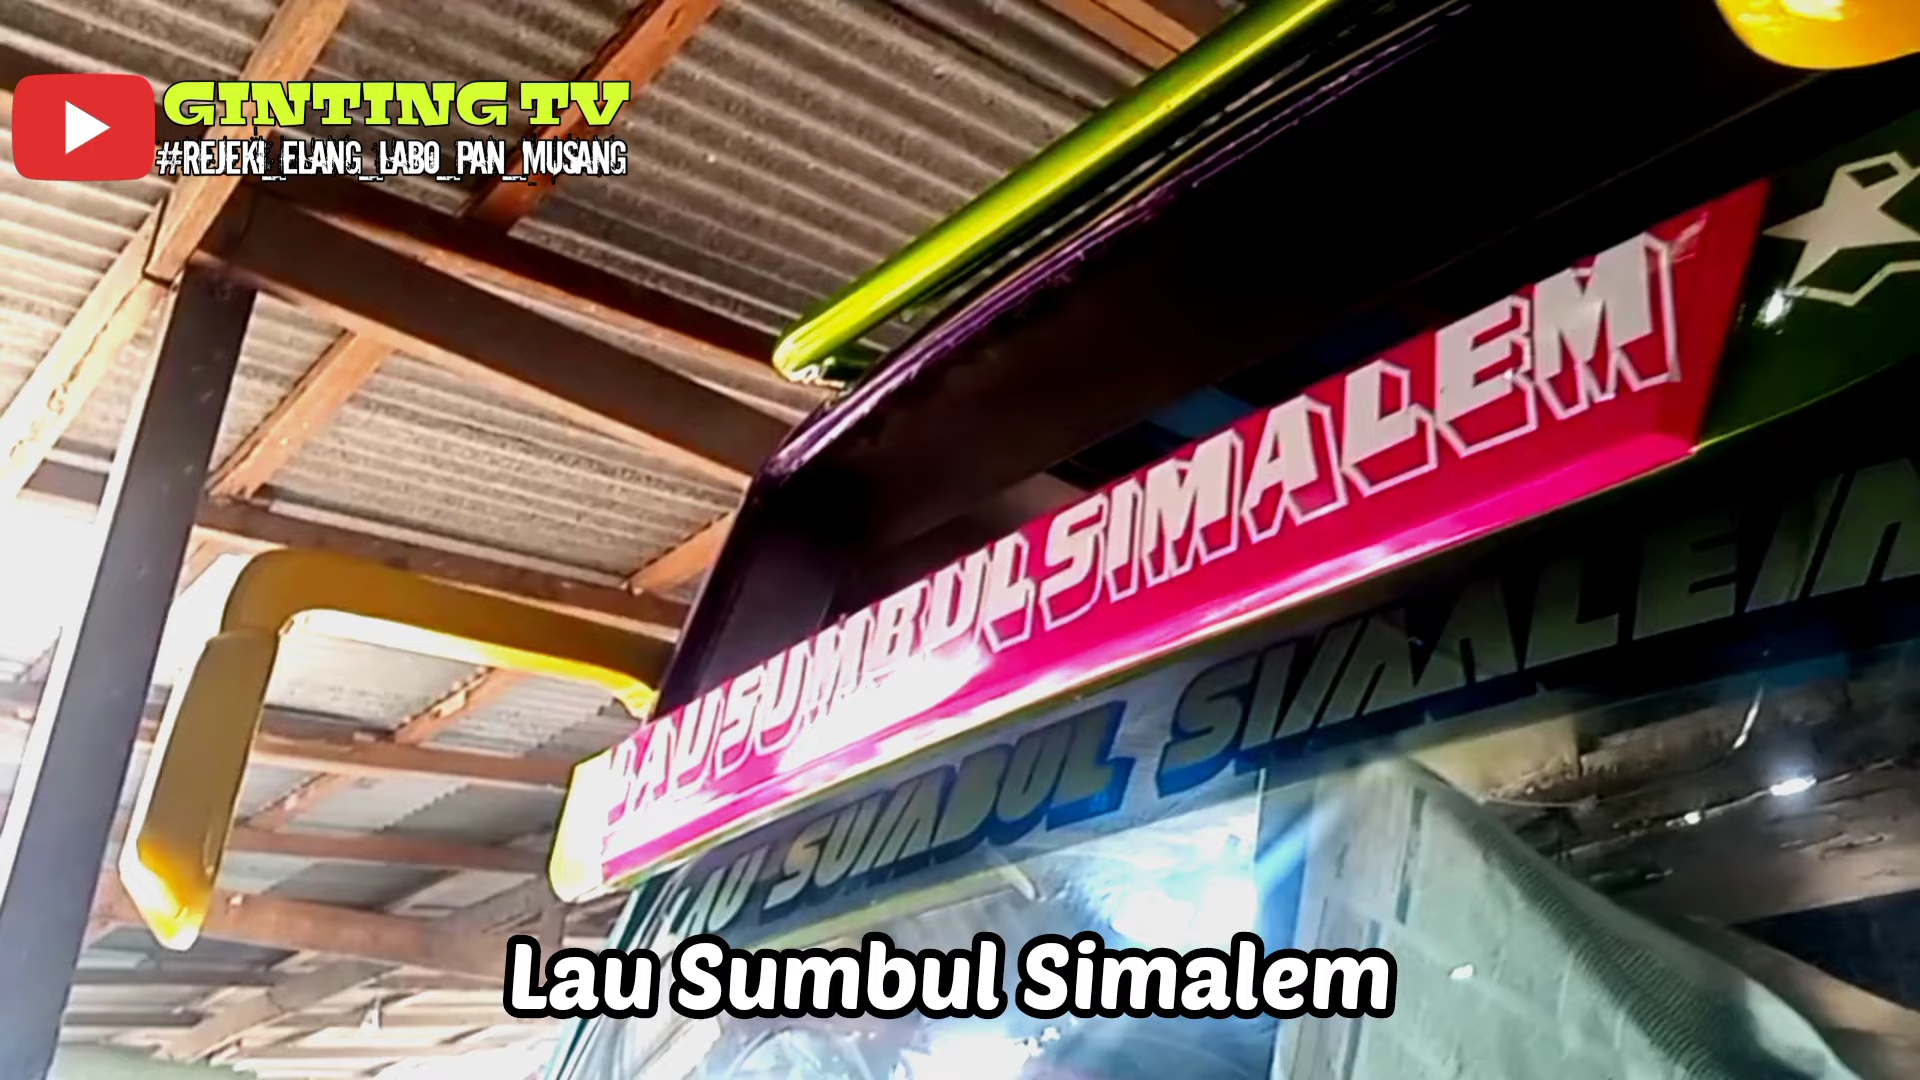 GINTING TV
#REJEKI_ELANG_LABO_PAN_MUSANG
LAU SUMBUL SIMALEM
LAU SUMBUL SIMALEM
Lau Sumbul Simalem